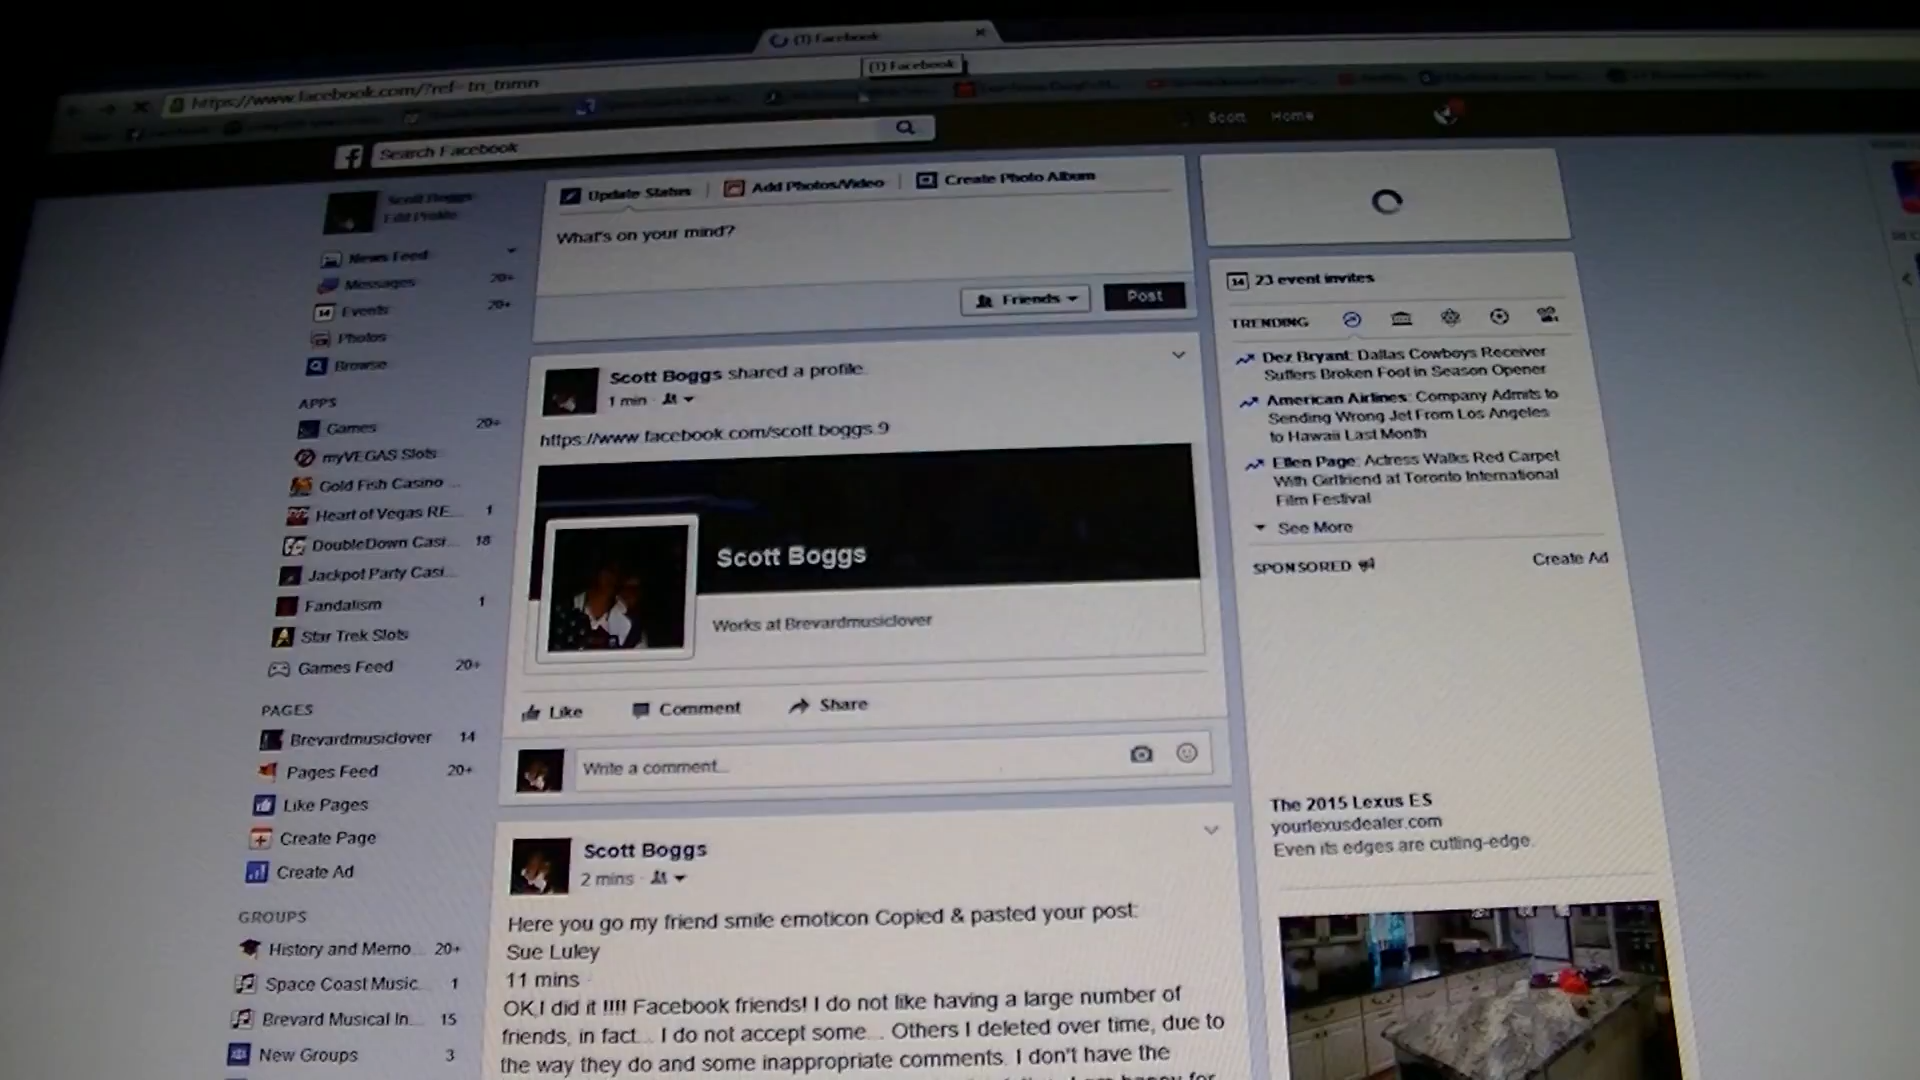 (1) Facebook
(1) Facebook
https://www.facebook.com/?ref=tn_tnmn
Search Facebook
Scott Home
Scott Boggs
Edit Profile
News Feed
Messages 20+
Events 20+
Photos
Browse
APPS
Games 20+
myVEGAS Slots
Gold Fish Casino ...
Heart of Vegas RE... 1
DoubleDown Casi... 18
Jackpot Party Casi...
Fandalism 1
Star Trek Slots
Games Feed 20+
PAGES
Brevardmusiclover 14
Pages Feed 20+
Like Pages
Create Page
Create Ad
GROUPS
History and Memo... 20+
Space Coast Music... 1
Brevard Musical In... 15
New Groups 3
Update Status
Add Photos/Video
Create Photo Album
What's on your mind?
Friends
Post
Scott Boggs shared a profile.
1 min
https://www.facebook.com/scott.boggs.9
Scott Boggs
Works at Brevardmusiclover
Like Comment Share
Write a comment...
Scott Boggs
2 mins
Here you go my friend smile emoticon Copied & pasted your post:
Sue Luley
11 mins
OK,I did it !!!! Facebook friends! I do not like having a large number of
friends, in fact... I do not accept some... Others I deleted over time, due to
the way they do and some inappropriate comments. I don't have the
14 23 event invites
TRENDING
Dez Bryant: Dallas Cowboys Receiver
Suffers Broken Foot in Season Opener
American Airlines: Company Admits to
Sending Wrong Jet From Los Angeles
to Hawaii Last Month
Ellen Page: Actress Walks Red Carpet
With Girlfriend at Toronto International
Film Festival
See More
SPONSORED
Create Ad
The 2015 Lexus ES
yourlexusdealer.com
Even its edges are cutting-edge.